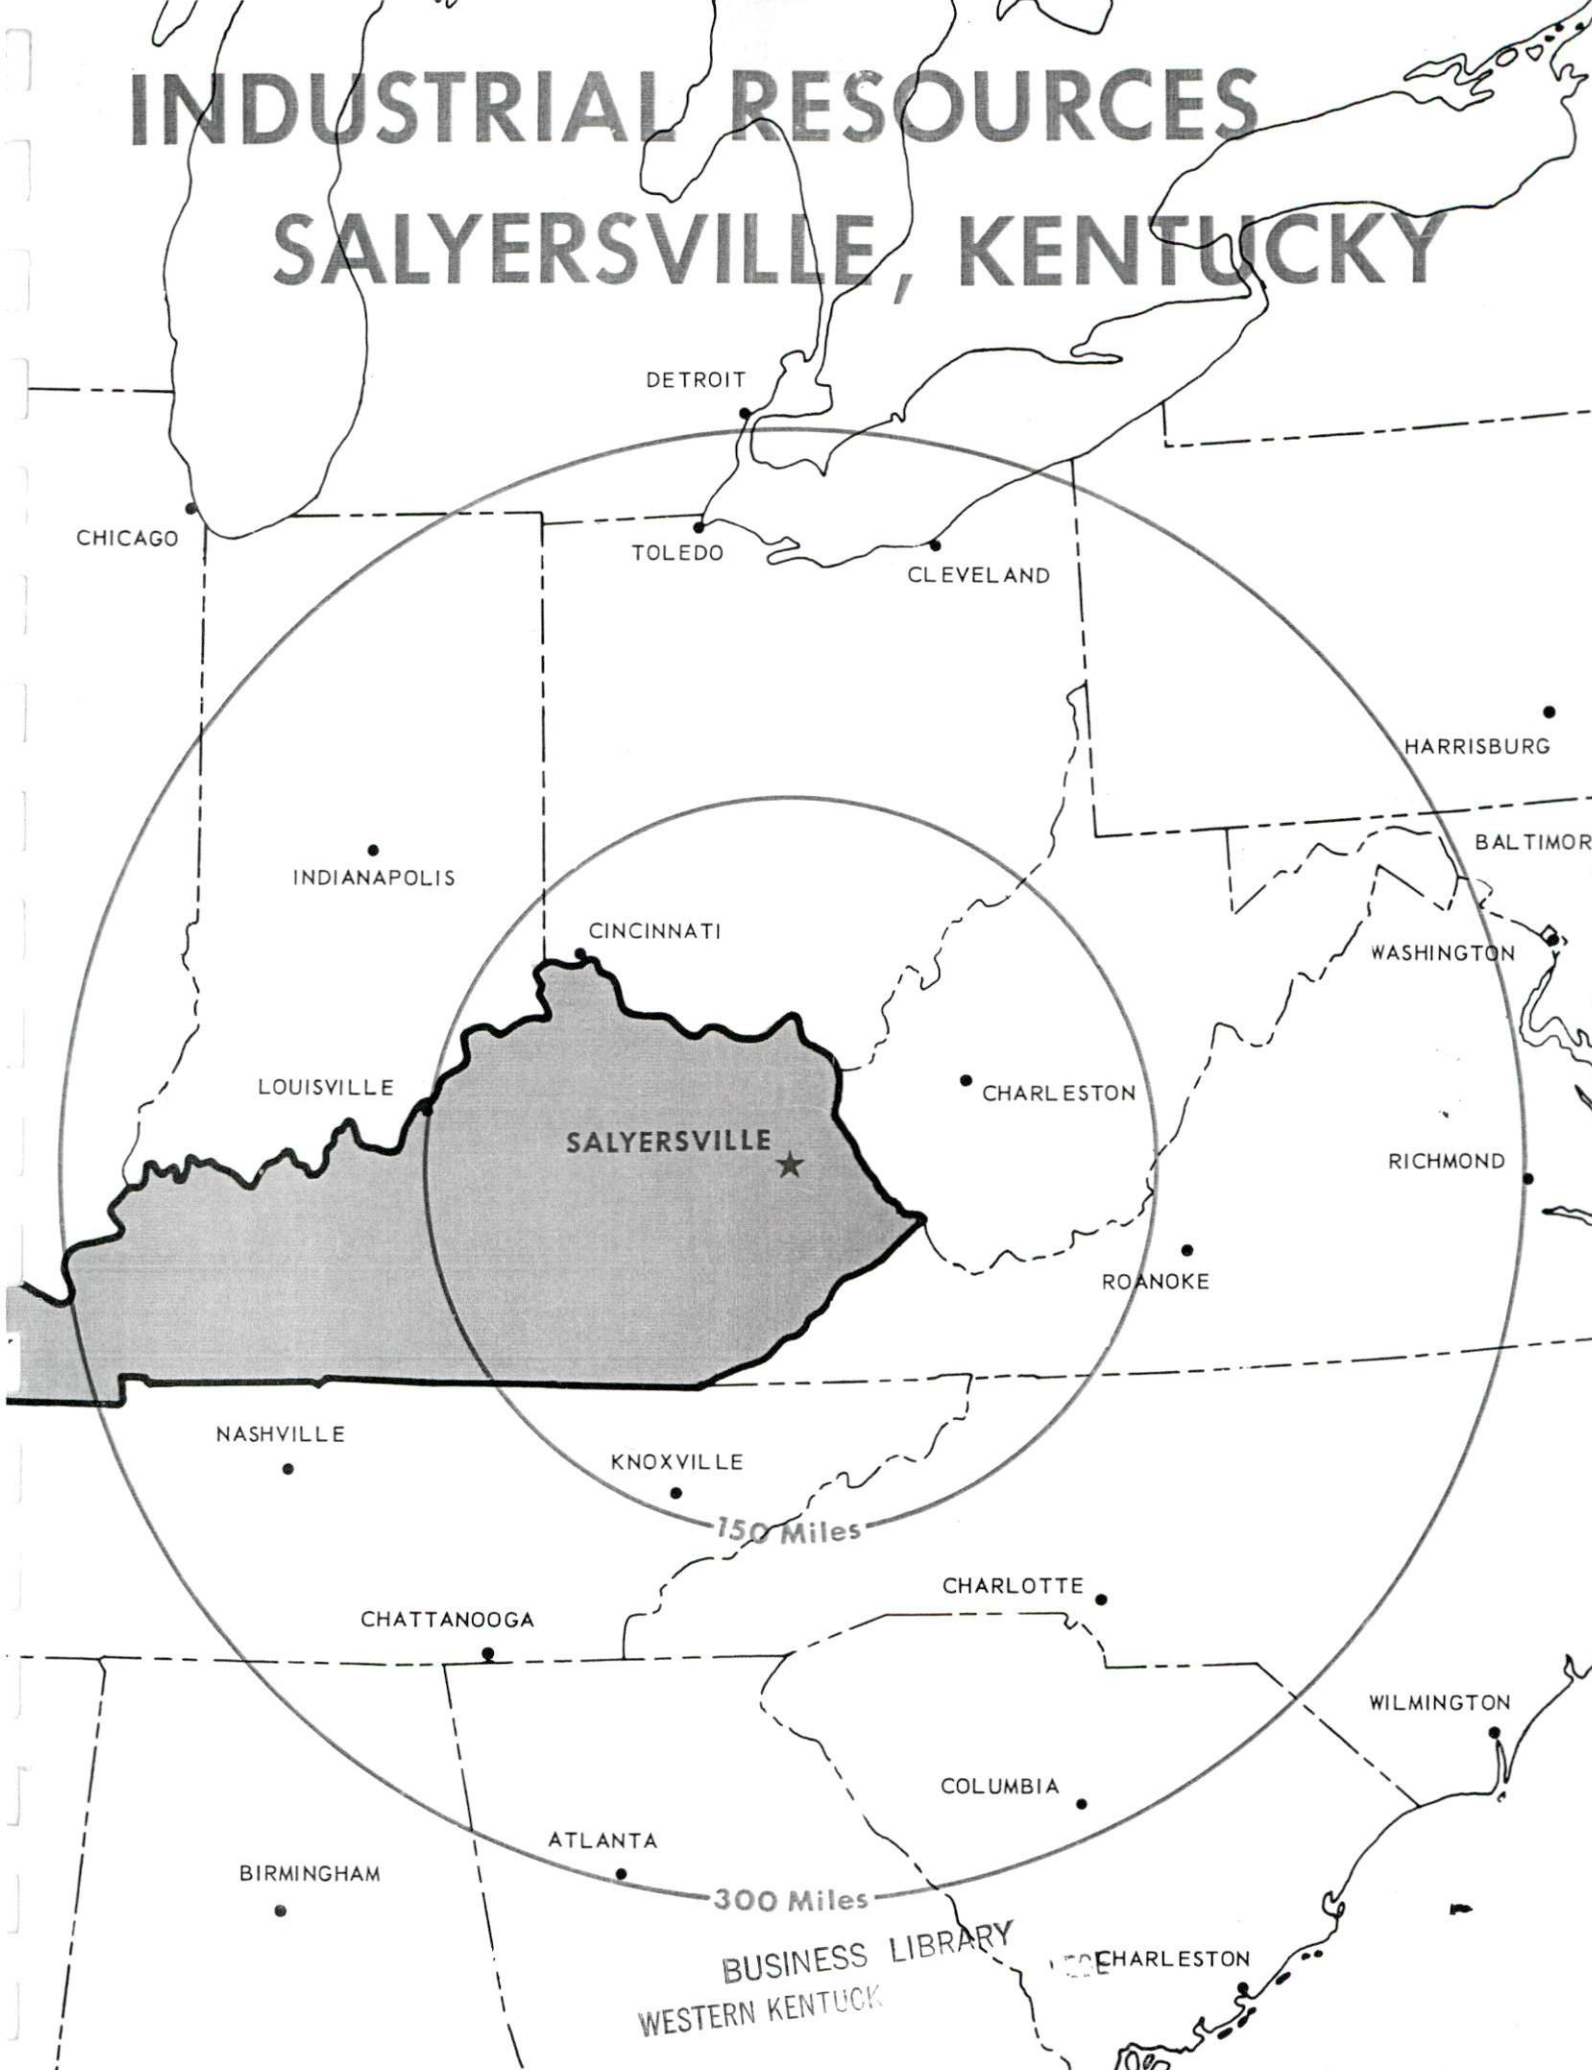 INDUSTRIAL RESOURCES
SALYERSVILLE, KENTUCKY
DETROIT
CHICAGO
TOLEDO
CLEVELAND
HARRISBURG
INDIANAPOLIS
BALTIMOR
CINCINNATI
WASHINGTON
LOUISVILLE
CHARLESTON
SALYERSVILLE
RICHMOND
ROANOKE
NASHVILLE
KNOXVILLE
150 Miles
CHARLOTTE
CHATTANOOGA
WILMINGTON
COLUMBIA
ATLANTA
BIRMINGHAM
300 Miles
BUSINESS LIBRARY
CHARLESTON
WESTERN KENTUCK